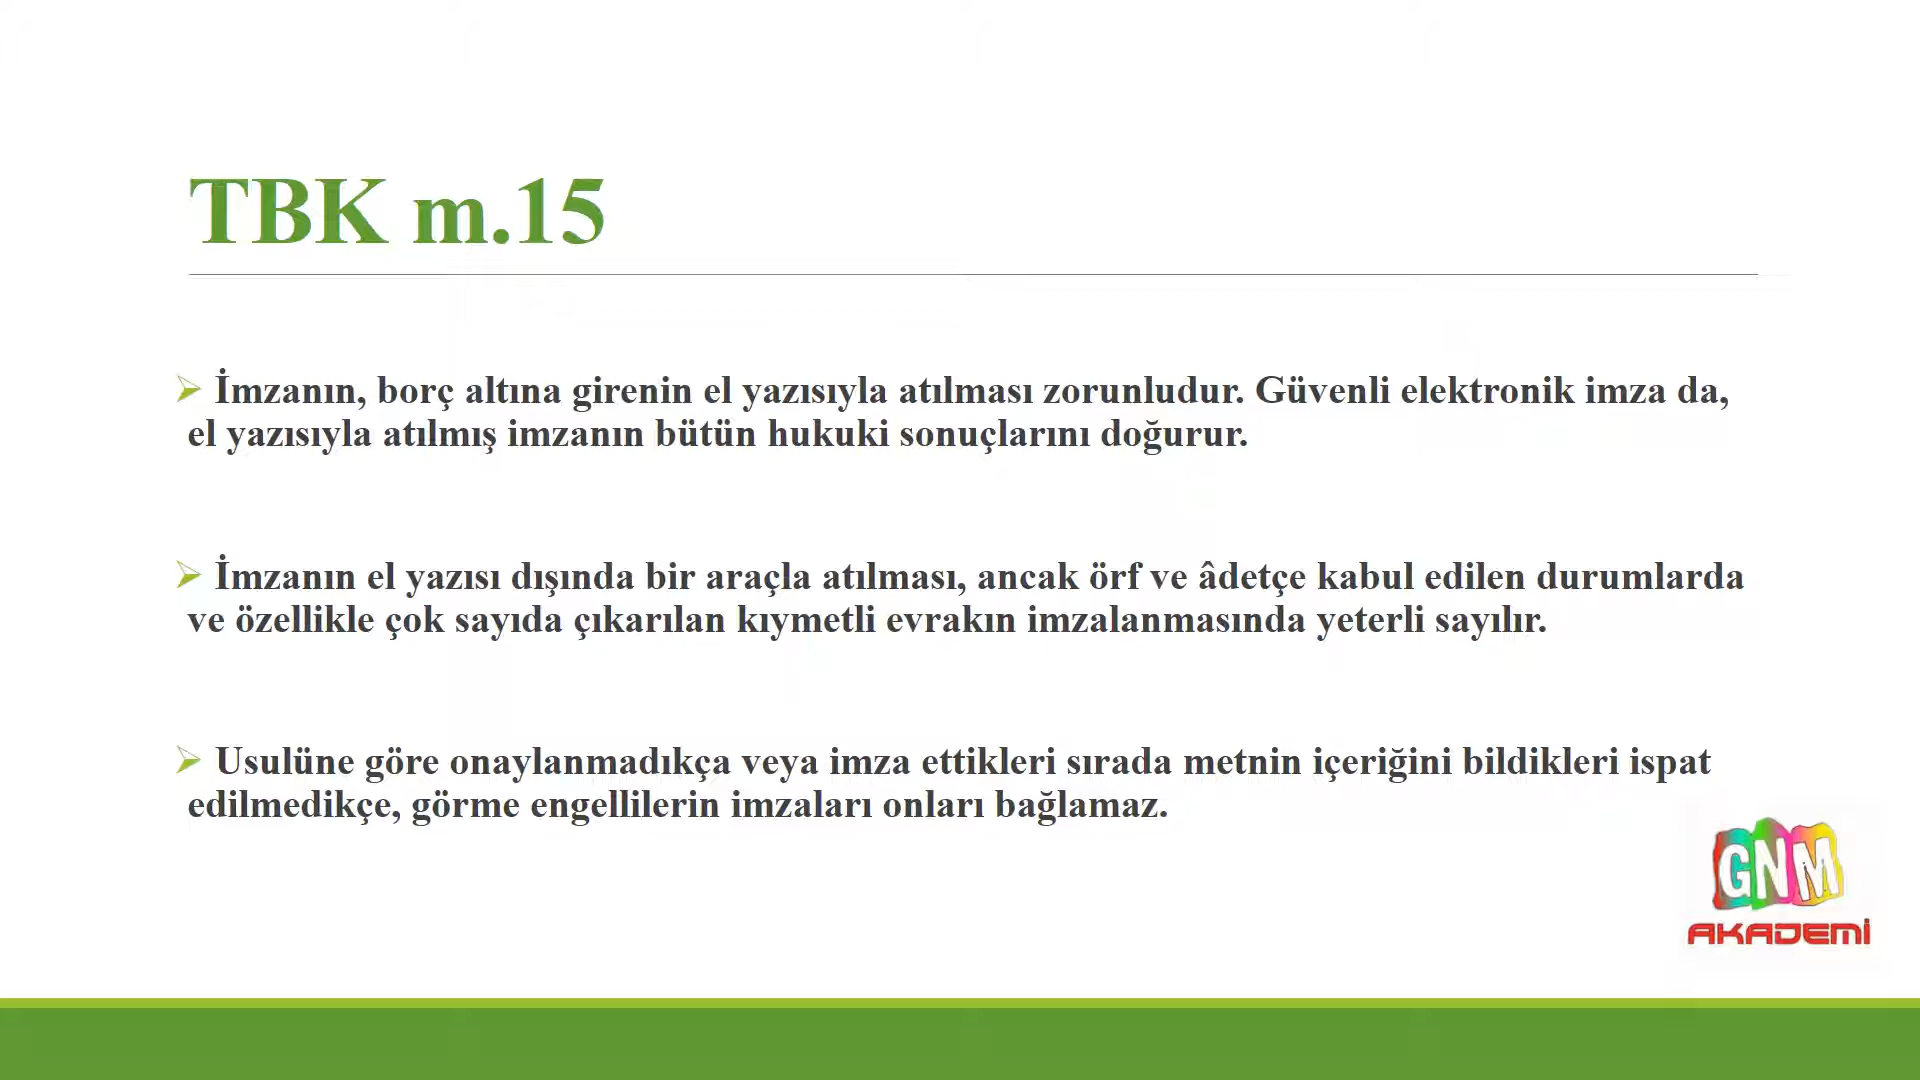 TBK m.15
İmzanın, borç altına girenin el yazısıyla atılması zorunludur. Güvenli elektronik imza da,
el yazısıyla atılmış imzanın bütün hukuki sonuçlarını doğurur.
İmzanın el yazısı dışında bir araçla atılması, ancak örf ve âdetçe kabul edilen durumlarda
ve özellikle çok sayıda çıkarılan kıymetli evrakın imzalanmasında yeterli sayılır.
Usulüne göre onaylanmadıkça veya imza ettikleri sırada metnin içeriğini bildikleri ispat
edilmedikçe, görme engellilerin imzaları onları bağlamaz.
GNM
AKADEMİ